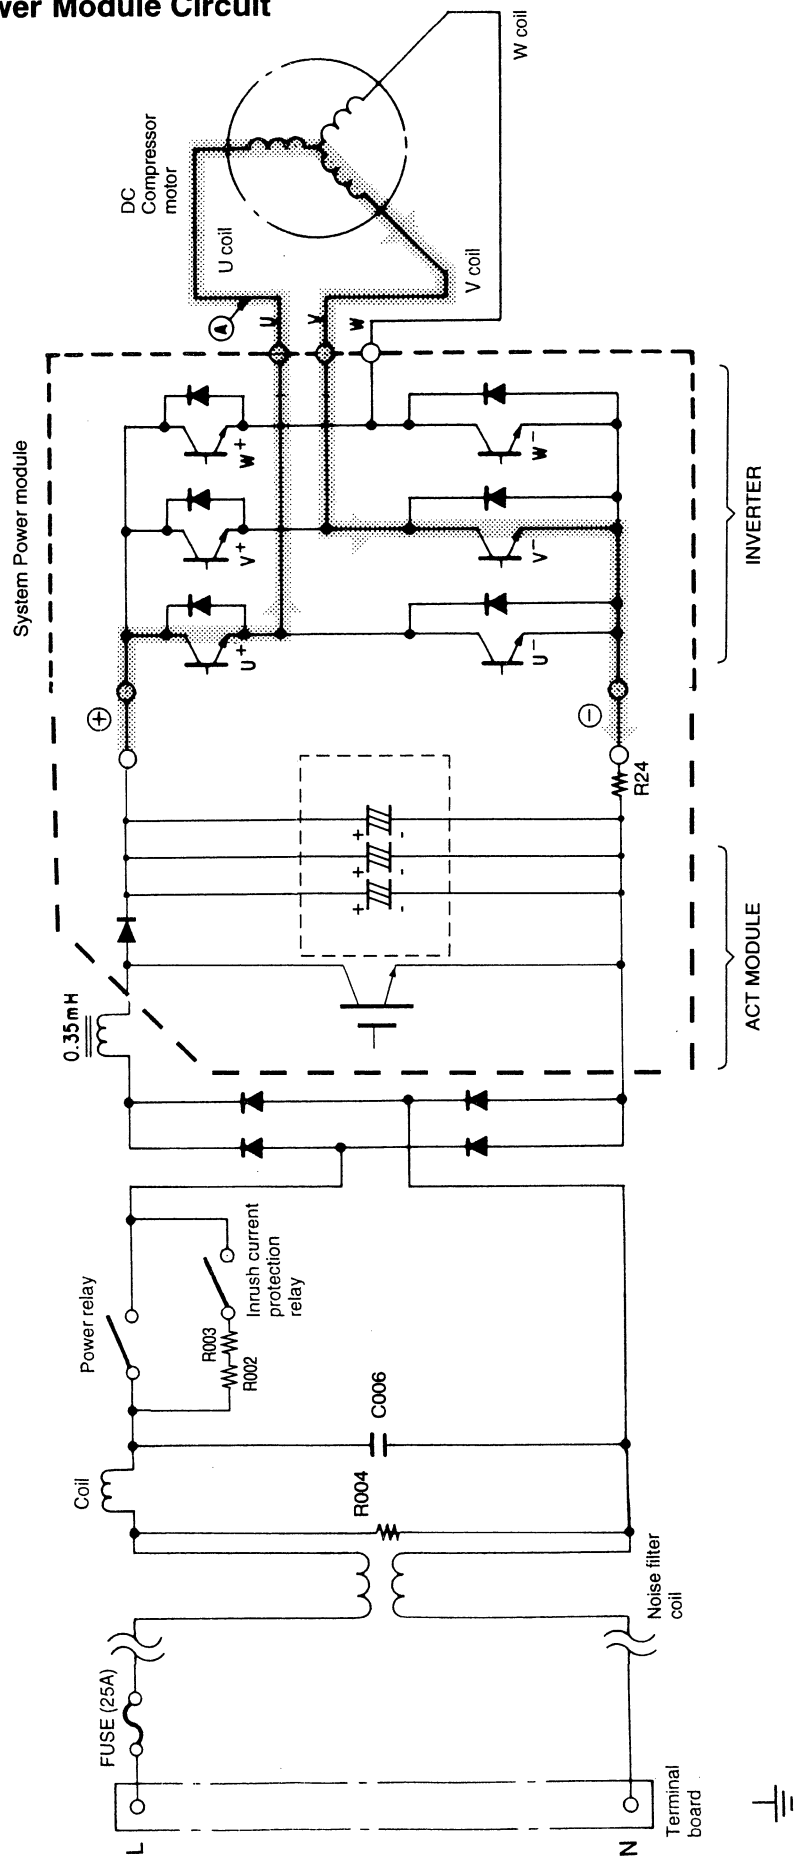 wer Module Circuit
W coil
DC
Compressor
motor
U coil
V coil
A
U
V
W
System Power module
W+
W−
V+
V−
U+
U−
INVERTER
+
−
R24
+
+
+
-
-
-
ACT MODULE
0.35mH
Power relay
Inrush current
protection
relay
R003
R002
C006
Coil
R004
Noise filter
coil
FUSE (25A)
L
N
Terminal
board